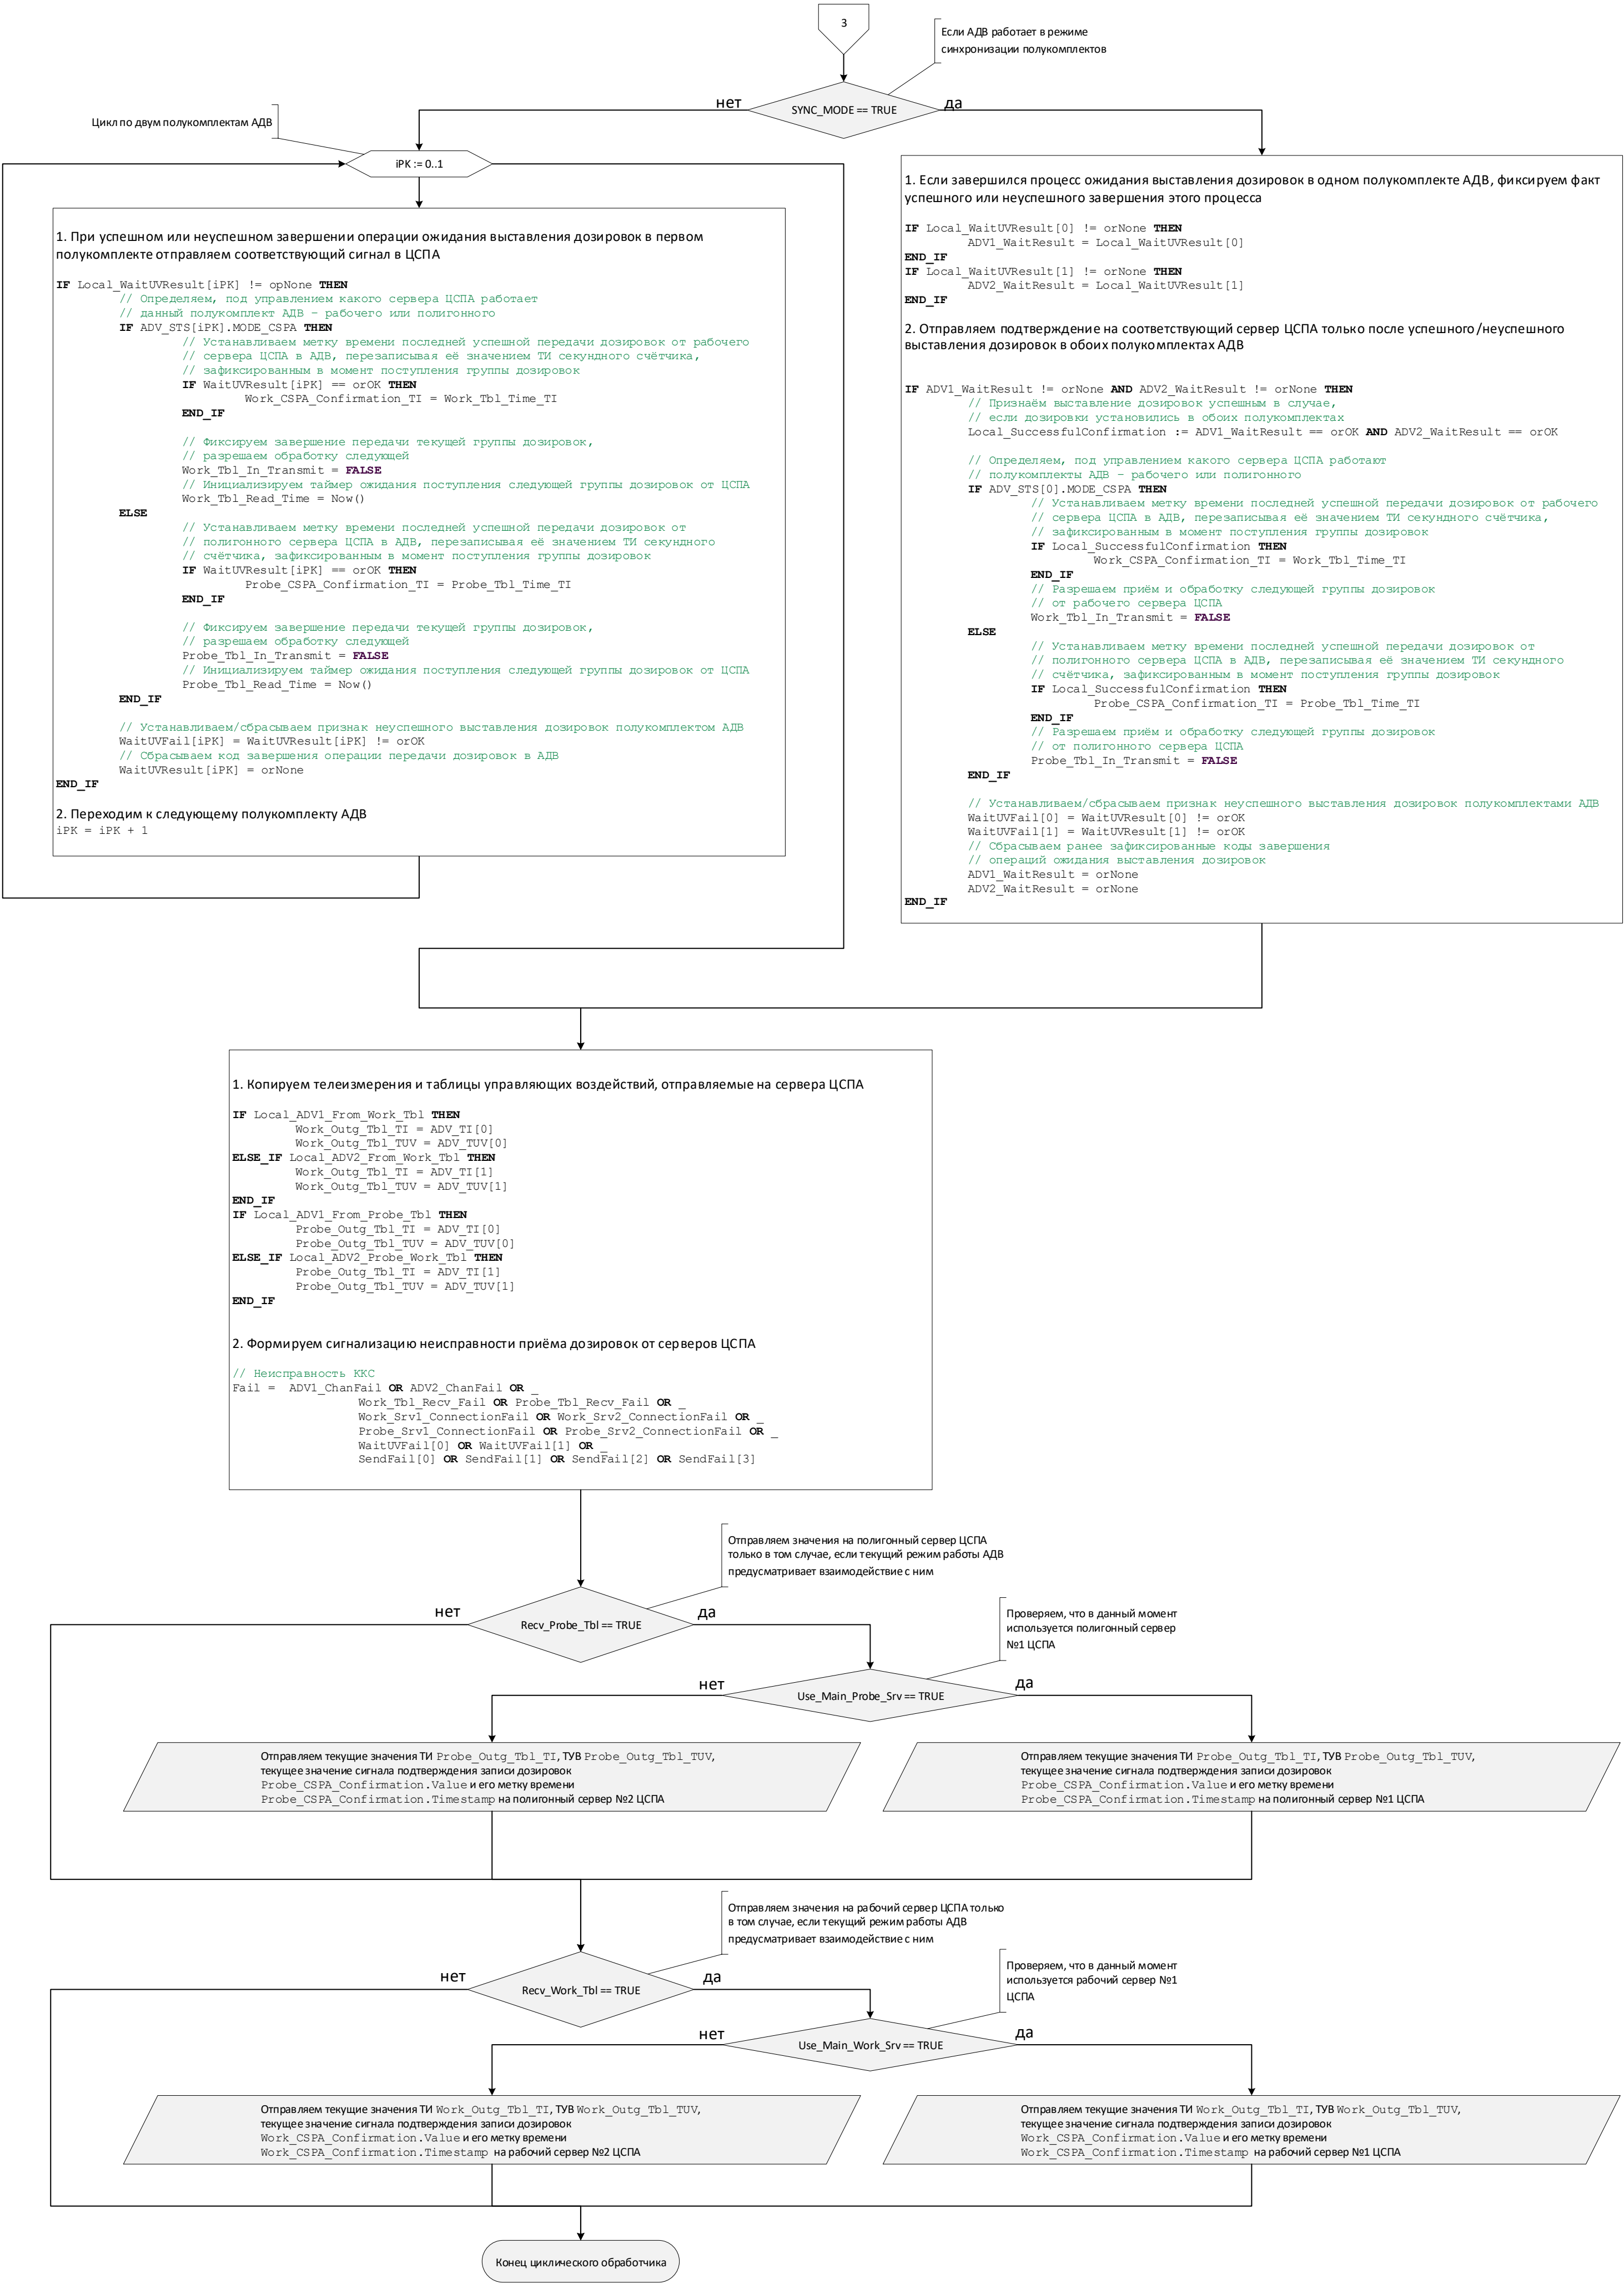 3
Если АДВ работает в режиме
синхронизации полукомплектов
нет
SYNC_MODE == TRUE
да
Цикл по двум полукомплектам АДВ
iPK := 0..1
1. При успешном или неуспешном завершении операции ожидания выставления дозировок в первом
полукомплекте отправляем соответствующий сигнал в ЦСПА
IF Local_WaitUVResult[iPK] != opNone THEN
// Определяем, под управлением какого сервера ЦСПА работает
// данный полукомплект АДВ – рабочего или полигонного
IF ADV_STS[iPK].MODE_CSPA THEN
// Устанавливаем метку времени последней успешной передачи дозировок от рабочего
// сервера ЦСПА в АДВ, перезаписывая её значением ТИ секундного счётчика,
// зафиксированным в момент поступления группы дозировок
IF WaitUVResult[iPK] == orOK THEN
Work_CSPA_Confirmation_TI = Work_Tbl_Time_TI
END_IF
// Фиксируем завершение передачи текущей группы дозировок,
// разрешаем обработку следующей
Work_Tbl_In_Transmit = FALSE
// Инициализируем таймер ожидания поступления следующей группы дозировок от ЦСПА
Work_Tbl_Read_Time = Now()
ELSE
// Устанавливаем метку времени последней успешной передачи дозировок от
// полигонного сервера ЦСПА в АДВ, перезаписывая её значением ТИ секундного
// счётчика, зафиксированным в момент поступления группы дозировок
IF WaitUVResult[iPK] == orOK THEN
Probe_CSPA_Confirmation_TI = Probe_Tbl_Time_TI
END_IF
// Фиксируем завершение передачи текущей группы дозировок,
// разрешаем обработку следующей
Probe_Tbl_In_Transmit = FALSE
// Инициализируем таймер ожидания поступления следующей группы дозировок от ЦСПА
Probe_Tbl_Read_Time = Now()
END_IF
// Устанавливаем/сбрасываем признак неуспешного выставления дозировок полукомплектом АДВ
WaitUVFail[iPK] = WaitUVResult[iPK] != orOK
// Сбрасываем код завершения операции передачи дозировок в АДВ
WaitUVResult[iPK] = orNone
END_IF
2. Переходим к следующему полукомплекту АДВ
iPK = iPK + 1
1. Если завершился процесс ожидания выставления дозировок в одном полукомплекте АДВ, фиксируем факт
успешного или неуспешного завершения этого процесса
IF Local_WaitUVResult[0] != orNone THEN
ADV1_WaitResult = Local_WaitUVResult[0]
END_IF
IF Local_WaitUVResult[1] != orNone THEN
ADV2_WaitResult = Local_WaitUVResult[1]
END_IF
2. Отправляем подтверждение на соответствующий сервер ЦСПА только после успешного/неуспешного
выставления дозировок в обоих полукомплектах АДВ
IF ADV1_WaitResult != orNone AND ADV2_WaitResult != orNone THEN
// Признаём выставление дозировок успешным в случае,
// если дозировки установились в обоих полукомплектах
Local_SuccessfulConfirmation := ADV1_WaitResult == orOK AND ADV2_WaitResult == orOK
// Определяем, под управлением какого сервера ЦСПА работают
// полукомплекты АДВ – рабочего или полигонного
IF ADV_STS[0].MODE_CSPA THEN
// Устанавливаем метку времени последней успешной передачи дозировок от рабочего
// сервера ЦСПА в АДВ, перезаписывая её значением ТИ секундного счётчика,
// зафиксированным в момент поступления группы дозировок
IF Local_SuccessfulConfirmation THEN
Work_CSPA_Confirmation_TI = Work_Tbl_Time_TI
END_IF
// Разрешаем приём и обработку следующей группы дозировок
// от рабочего сервера ЦСПА
Work_Tbl_In_Transmit = FALSE
ELSE
// Устанавливаем метку времени последней успешной передачи дозировок от
// полигонного сервера ЦСПА в АДВ, перезаписывая её значением ТИ секундного
// счётчика, зафиксированным в момент поступления группы дозировок
IF Local_SuccessfulConfirmation THEN
Probe_CSPA_Confirmation_TI = Probe_Tbl_Time_TI
END_IF
// Разрешаем приём и обработку следующей группы дозировок
// от полигонного сервера ЦСПА
Probe_Tbl_In_Transmit = FALSE
END_IF
// Устанавливаем/сбрасываем признак неуспешного выставления дозировок полукомплектами АДВ
WaitUVFail[0] = WaitUVResult[0] != orOK
WaitUVFail[1] = WaitUVResult[1] != orOK
// Сбрасываем ранее зафиксированные коды завершения
// операций ожидания выставления дозировок
ADV1_WaitResult = orNone
ADV2_WaitResult = orNone
END_IF
1. Копируем телеизмерения и таблицы управляющих воздействий, отправляемые на сервера ЦСПА
IF Local_ADV1_From_Work_Tbl THEN
Work_Outg_Tbl_TI = ADV_TI[0]
Work_Outg_Tbl_TUV = ADV_TUV[0]
ELSE_IF Local_ADV2_From_Work_Tbl THEN
Work_Outg_Tbl_TI = ADV_TI[1]
Work_Outg_Tbl_TUV = ADV_TUV[1]
END_IF
IF Local_ADV1_From_Probe_Tbl THEN
Probe_Outg_Tbl_TI = ADV_TI[0]
Probe_Outg_Tbl_TUV = ADV_TUV[0]
ELSE_IF Local_ADV2_Probe_Work_Tbl THEN
Probe_Outg_Tbl_TI = ADV_TI[1]
Probe_Outg_Tbl_TUV = ADV_TUV[1]
END_IF
2. Формируем сигнализацию неисправности приёма дозировок от серверов ЦСПА
// Неисправность ККС
Fail = ADV1_ChanFail OR ADV2_ChanFail OR _
Work_Tbl_Recv_Fail OR Probe_Tbl_Recv_Fail OR _
Work_Srv1_ConnectionFail OR Work_Srv2_ConnectionFail OR _
Probe_Srv1_ConnectionFail OR Probe_Srv2_ConnectionFail OR _
WaitUVFail[0] OR WaitUVFail[1] OR _
SendFail[0] OR SendFail[1] OR SendFail[2] OR SendFail[3]
Отправляем значения на полигонный сервер ЦСПА
только в том случае, если текущий режим работы АДВ
предусматривает взаимодействие с ним
нет
Recv_Probe_Tbl == TRUE
да
Проверяем, что в данный момент
используется полигонный сервер
№1 ЦСПА
нет
Use_Main_Probe_Srv == TRUE
да
Отправляем текущие значения ТИ Probe_Outg_Tbl_TI, ТУВ Probe_Outg_Tbl_TUV,
текущее значение сигнала подтверждения записи дозировок
Probe_CSPA_Confirmation.Value и его метку времени
Probe_CSPA_Confirmation.Timestamp на полигонный сервер №2 ЦСПА
Отправляем текущие значения ТИ Probe_Outg_Tbl_TI, ТУВ Probe_Outg_Tbl_TUV,
текущее значение сигнала подтверждения записи дозировок
Probe_CSPA_Confirmation.Value и его метку времени
Probe_CSPA_Confirmation.Timestamp на полигонный сервер №1 ЦСПА
Отправляем значения на рабочий сервер ЦСПА только
в том случае, если текущий режим работы АДВ
предусматривает взаимодействие с ним
нет
Recv_Work_Tbl == TRUE
да
Проверяем, что в данный момент
используется рабочий сервер №1
ЦСПА
нет
Use_Main_Work_Srv == TRUE
да
Отправляем текущие значения ТИ Work_Outg_Tbl_TI, ТУВ Work_Outg_Tbl_TUV,
текущее значение сигнала подтверждения записи дозировок
Work_CSPA_Confirmation.Value и его метку времени
Work_CSPA_Confirmation.Timestamp на рабочий сервер №2 ЦСПА
Отправляем текущие значения ТИ Work_Outg_Tbl_TI, ТУВ Work_Outg_Tbl_TUV,
текущее значение сигнала подтверждения записи дозировок
Work_CSPA_Confirmation.Value и его метку времени
Work_CSPA_Confirmation.Timestamp на рабочий сервер №1 ЦСПА
Конец циклического обработчика